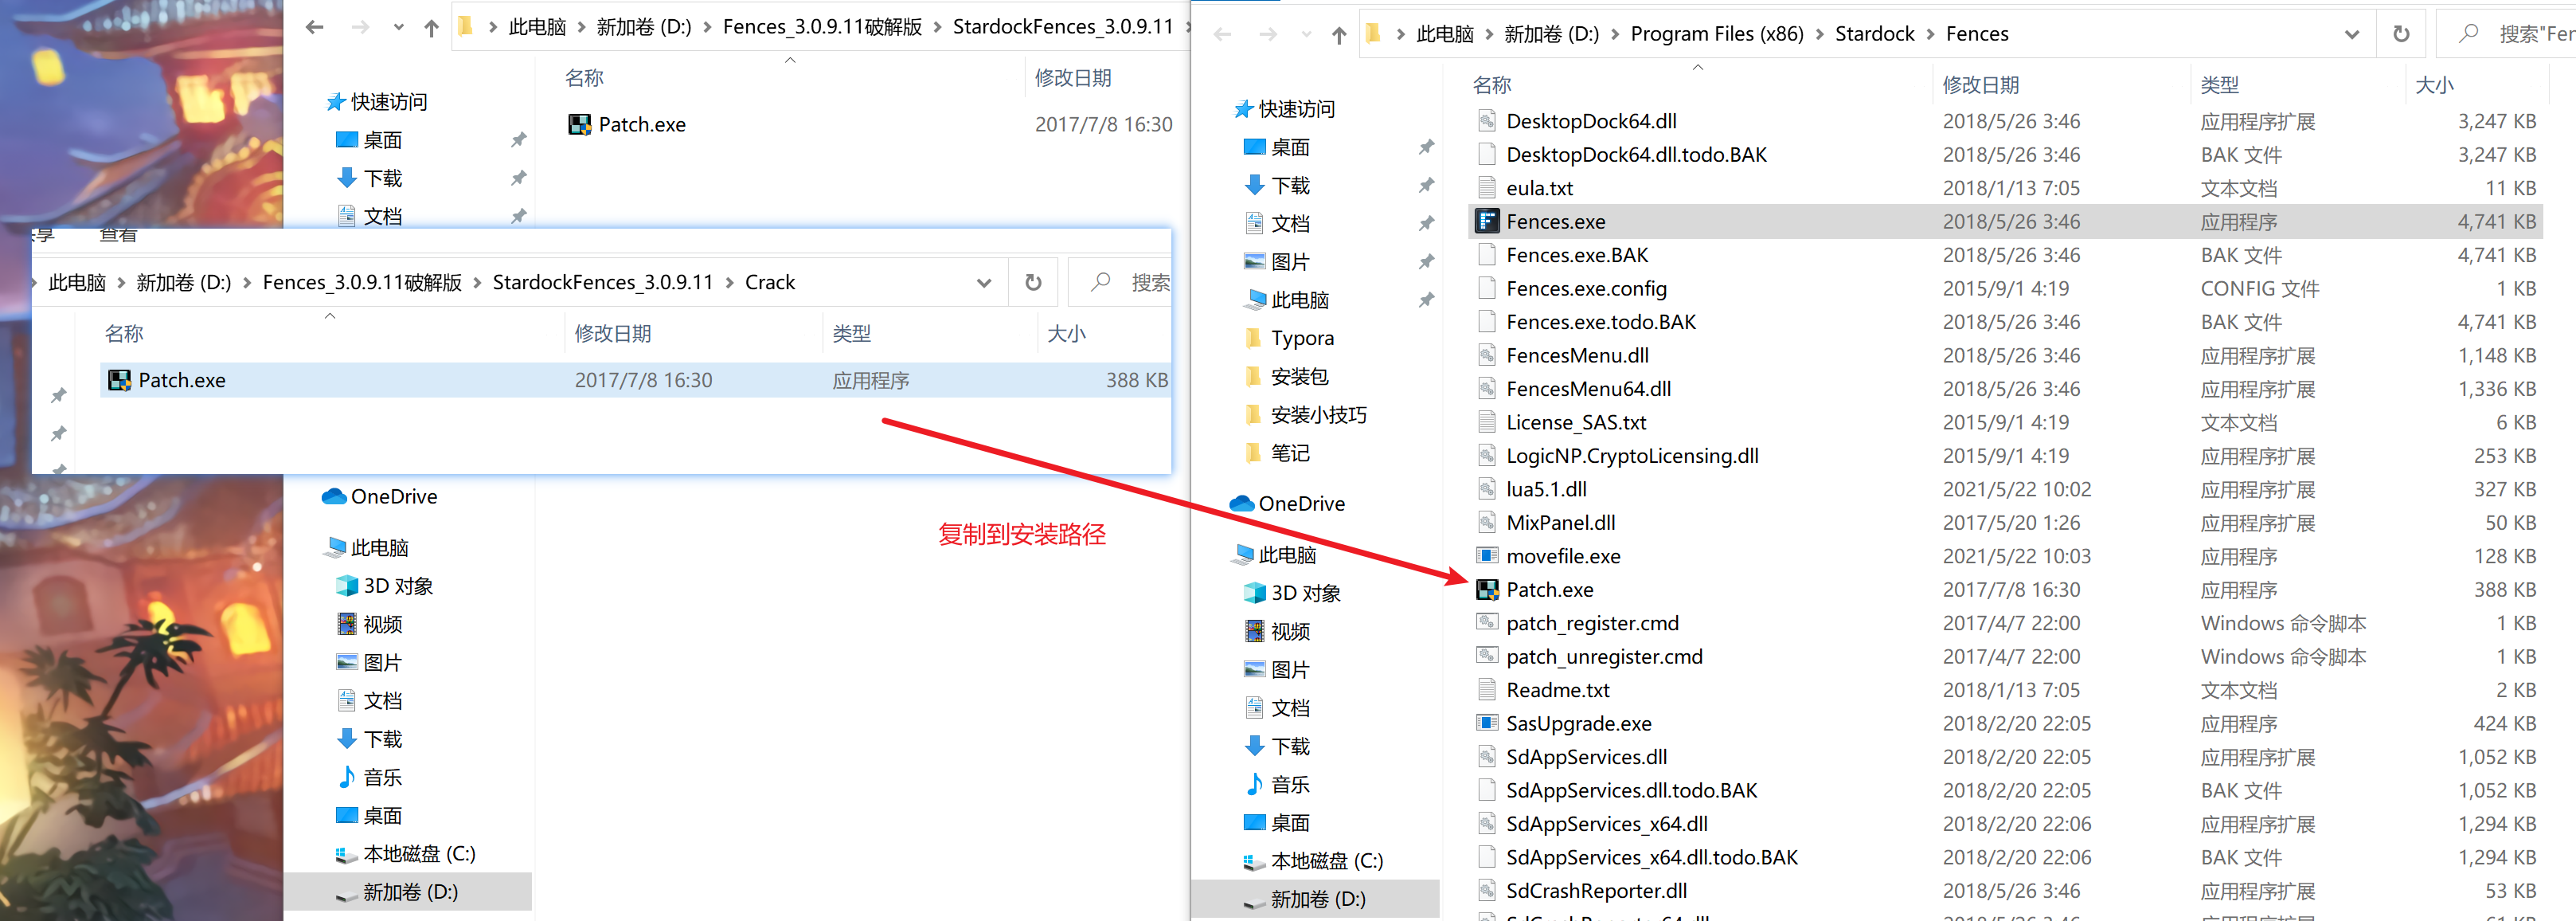 此电脑 新加卷 (D:) Fences_3.0.9.11破解版 StardockFences_3.0.9.11
名称 修改日期
快速访问
Patch.exe 2017/7/8 16:30
桌面
下载
文档
查看
此电脑 新加卷 (D:) Fences_3.0.9.11破解版 StardockFences_3.0.9.11 Crack
搜索
名称 修改日期 类型 大小
Patch.exe 2017/7/8 16:30 应用程序 388 KB
OneDrive
此电脑
3D 对象
视频
图片
文档
下载
音乐
桌面
本地磁盘 (C:)
新加卷 (D:)
复制到安装路径
此电脑 新加卷 (D:) Program Files (x86) Stardock Fences
搜索"Fen
快速访问
桌面
下载
文档
图片
此电脑
Typora
安装包
安装小技巧
笔记
OneDrive
此电脑
3D 对象
视频
图片
文档
下载
音乐
桌面
本地磁盘 (C:)
新加卷 (D:)
名称 修改日期 类型 大小
DesktopDock64.dll 2018/5/26 3:46 应用程序扩展 3,247 KB
DesktopDock64.dll.todo.BAK 2018/5/26 3:46 BAK 文件 3,247 KB
eula.txt 2018/1/13 7:05 文本文档 11 KB
Fences.exe 2018/5/26 3:46 应用程序 4,741 KB
Fences.exe.BAK 2018/5/26 3:46 BAK 文件 4,741 KB
Fences.exe.config 2015/9/1 4:19 CONFIG 文件 1 KB
Fences.exe.todo.BAK 2018/5/26 3:46 BAK 文件 4,741 KB
FencesMenu.dll 2018/5/26 3:46 应用程序扩展 1,148 KB
FencesMenu64.dll 2018/5/26 3:46 应用程序扩展 1,336 KB
License_SAS.txt 2015/9/1 4:19 文本文档 6 KB
LogicNP.CryptoLicensing.dll 2015/9/1 4:19 应用程序扩展 253 KB
lua5.1.dll 2021/5/22 10:02 应用程序扩展 327 KB
MixPanel.dll 2017/5/20 1:26 应用程序扩展 50 KB
movefile.exe 2021/5/22 10:03 应用程序 128 KB
Patch.exe 2017/7/8 16:30 应用程序 388 KB
patch_register.cmd 2017/4/7 22:00 Windows 命令脚本 1 KB
patch_unregister.cmd 2017/4/7 22:00 Windows 命令脚本 1 KB
Readme.txt 2018/1/13 7:05 文本文档 2 KB
SasUpgrade.exe 2018/2/20 22:05 应用程序 424 KB
SdAppServices.dll 2018/2/20 22:05 应用程序扩展 1,052 KB
SdAppServices.dll.todo.BAK 2018/2/20 22:05 BAK 文件 1,052 KB
SdAppServices_x64.dll 2018/2/20 22:06 应用程序扩展 1,294 KB
SdAppServices_x64.dll.todo.BAK 2018/2/20 22:06 BAK 文件 1,294 KB
SdCrashReporter.dll 2018/5/26 3:46 应用程序扩展 53 KB